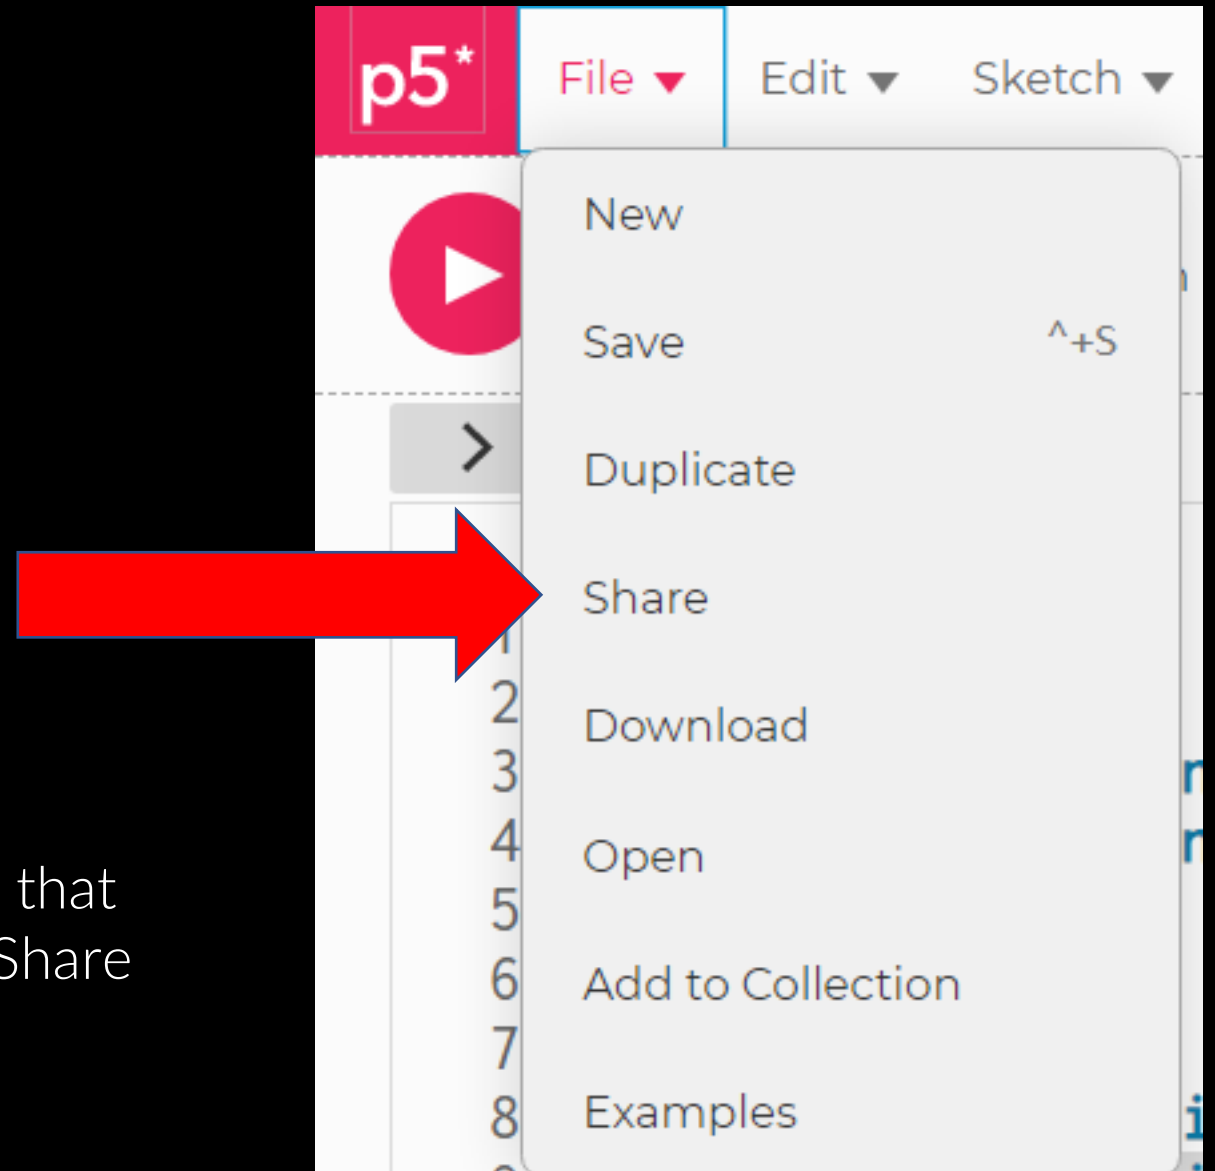 p5*
File Edit Sketch
New
Save ^+S
Duplicate
Share
1
2
Download
3
4
Open
that
Share
5
6
Add to Collection
7
8
Examples